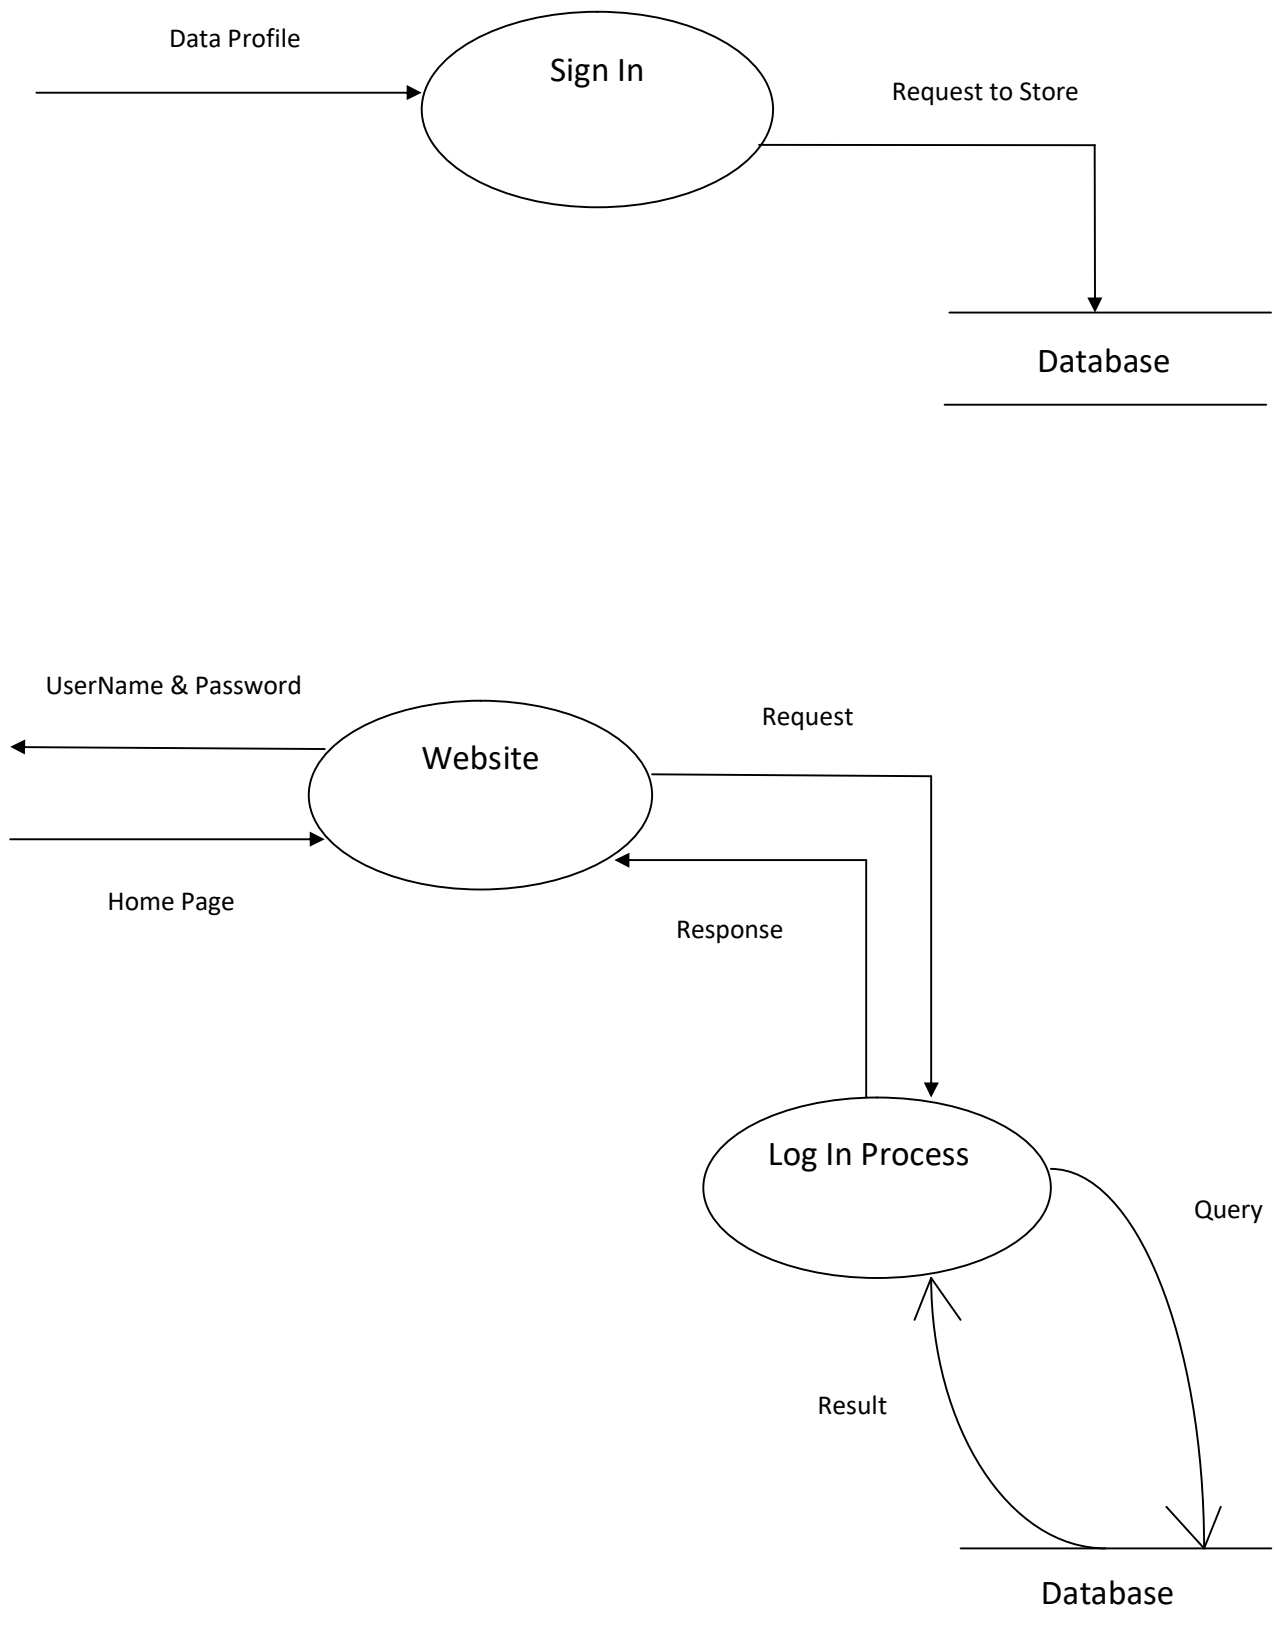 Data Profile
Sign In
Request to Store
Database
UserName & Password
Request
Website
Home Page
Response
Log In Process
Query
Result
Database